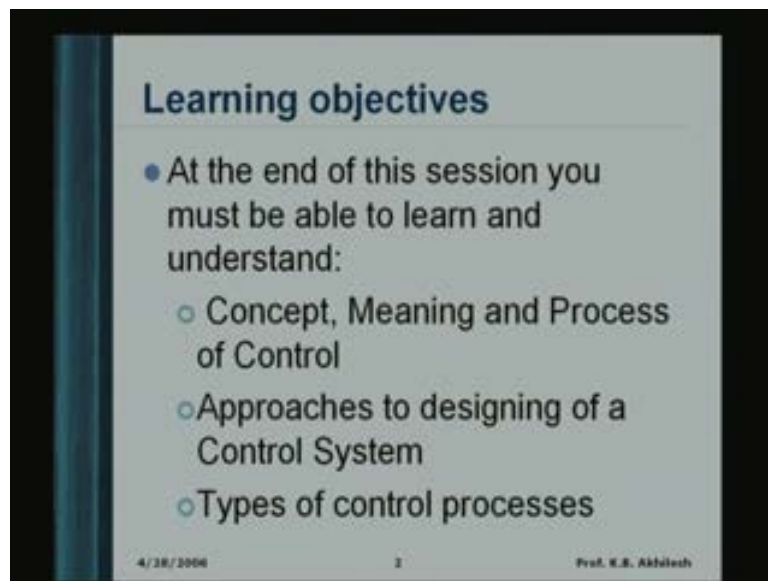 Learning objectives
At the end of this session you
must be able to learn and
understand:
Concept, Meaning and Process
of Control
Approaches to designing of a
Control System
Types of control processes
4/28/2006 2 Prof. K.B. Akhilesh